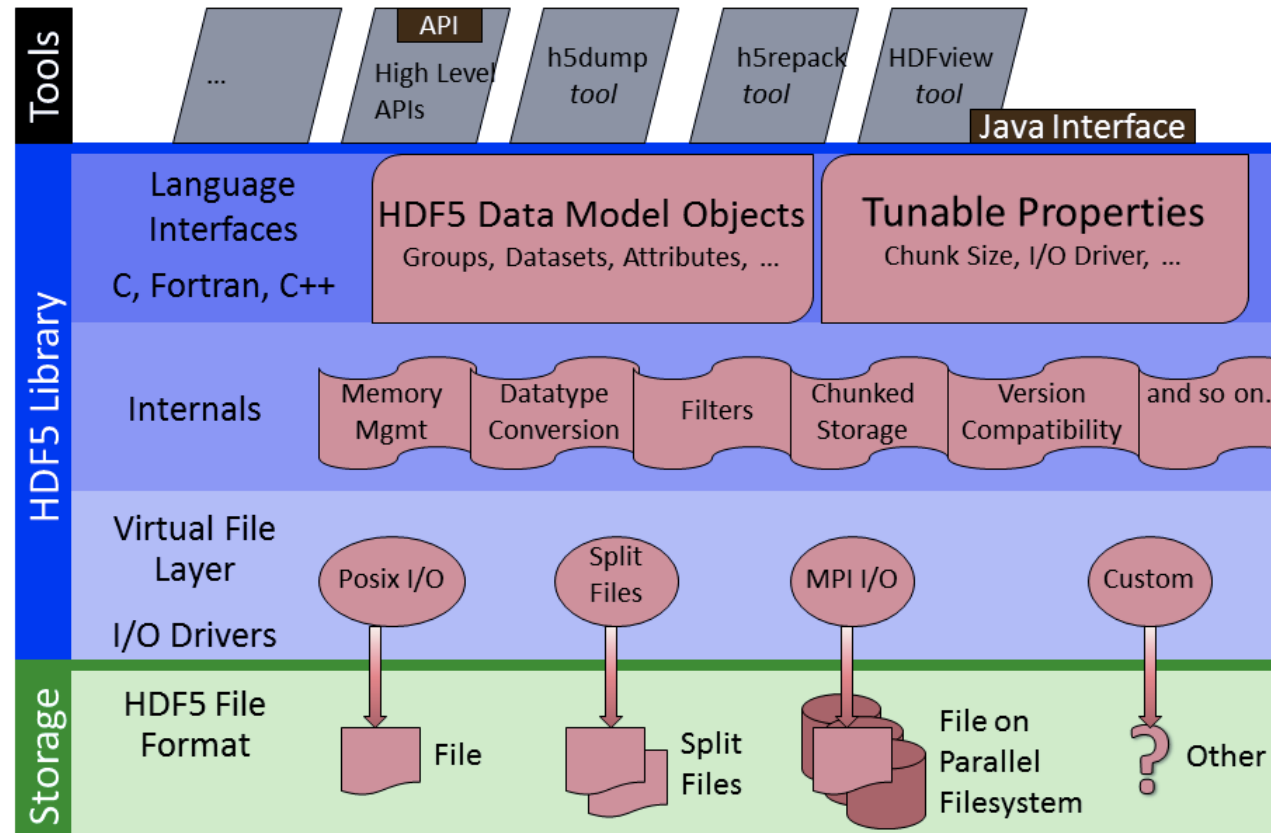 Tools
...
API
High Level
APIs
h5dump
tool
h5repack
tool
HDFview
tool
Java Interface
HDF5 Library
Language
Interfaces
C, Fortran, C++
HDF5 Data Model Objects
Groups, Datasets, Attributes, ...
Tunable Properties
Chunk Size, I/O Driver, ...
Internals
Memory
Mgmt
Datatype
Conversion
Filters
Chunked
Storage
Version
Compatibility
and so on..
Virtual File
Layer
I/O Drivers
Posix I/O
Split
Files
MPI I/O
Custom
Storage
HDF5 File
Format
File
Split
Files
File on
Parallel
Filesystem
?
Other